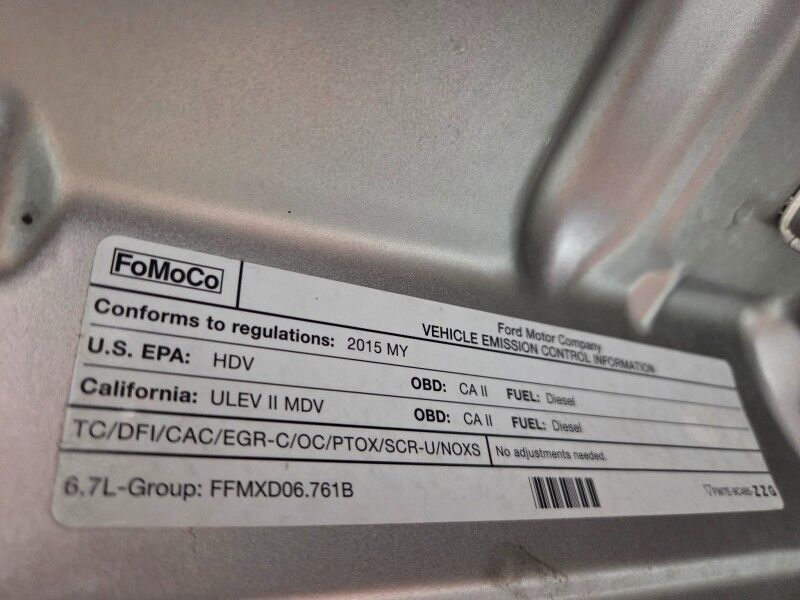 FoMoCo
Ford Motor Company
VEHICLE EMISSION CONTROL INFORMATION
Conforms to regulations: 2015 MY
U.S. EPA: HDV OBD: CA II FUEL: Diesel
California: ULEV II MDV OBD: CA II FUEL: Diesel
TC/DFI/CAC/EGR-C/OC/PTOX/SCR-U/NOXS No adjustments needed.
6.7L-Group: FFMXD06.761B ZZG